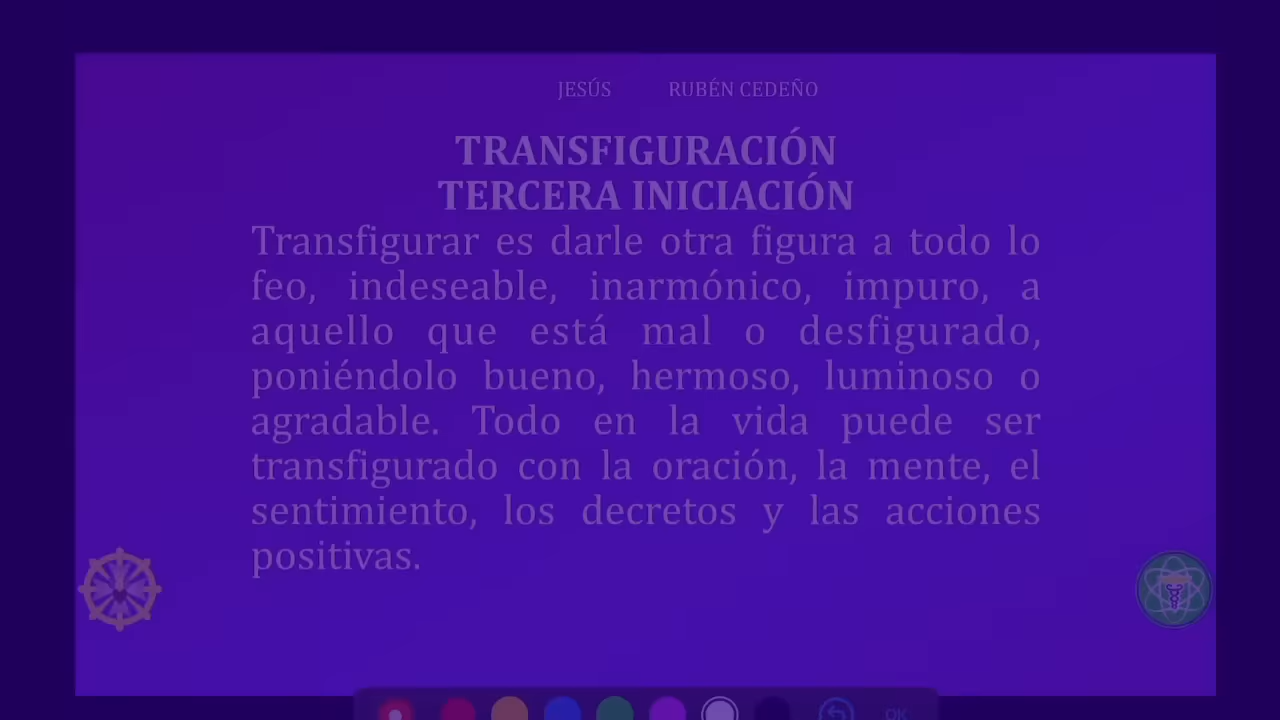 JESÚS RUBÉN CEDEÑO
TRANSFIGURACIÓN
TERCERA INICIACIÓN
Transfigurar es darle otra figura a todo lo
feo, indeseable, inarmónico, impuro, a
aquello que está mal o desfigurado,
poniéndolo bueno, hermoso, luminoso o
agradable. Todo en la vida puede ser
transfigurado con la oración, la mente, el
sentimiento, los decretos y las acciones
positivas.
OK